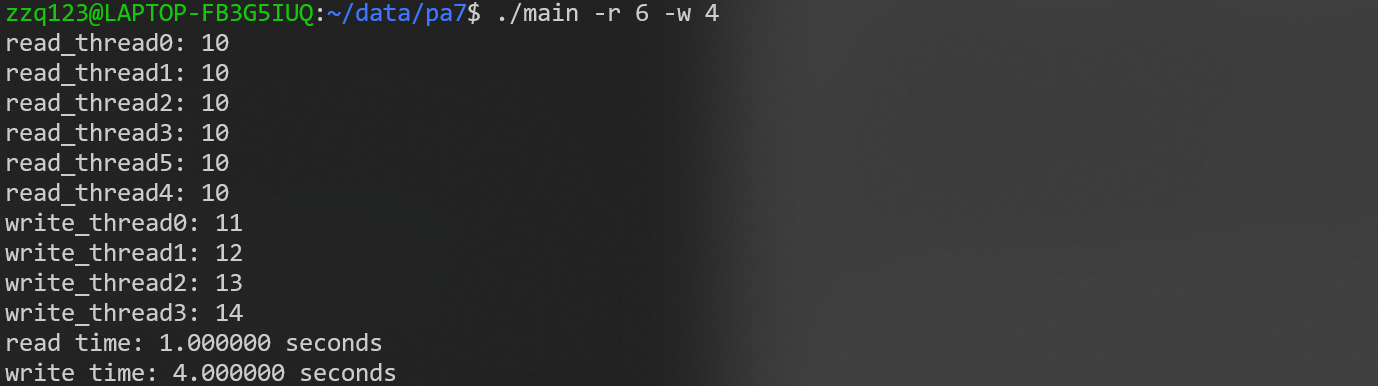 zzq123@LAPTOP-FB3G5IUQ:~/data/pa7$ ./main -r 6 -w 4
read_thread0: 10
read_thread1: 10
read_thread2: 10
read_thread3: 10
read_thread5: 10
read_thread4: 10
write_thread0: 11
write_thread1: 12
write_thread2: 13
write_thread3: 14
read time: 1.000000 seconds
write time: 4.000000 seconds